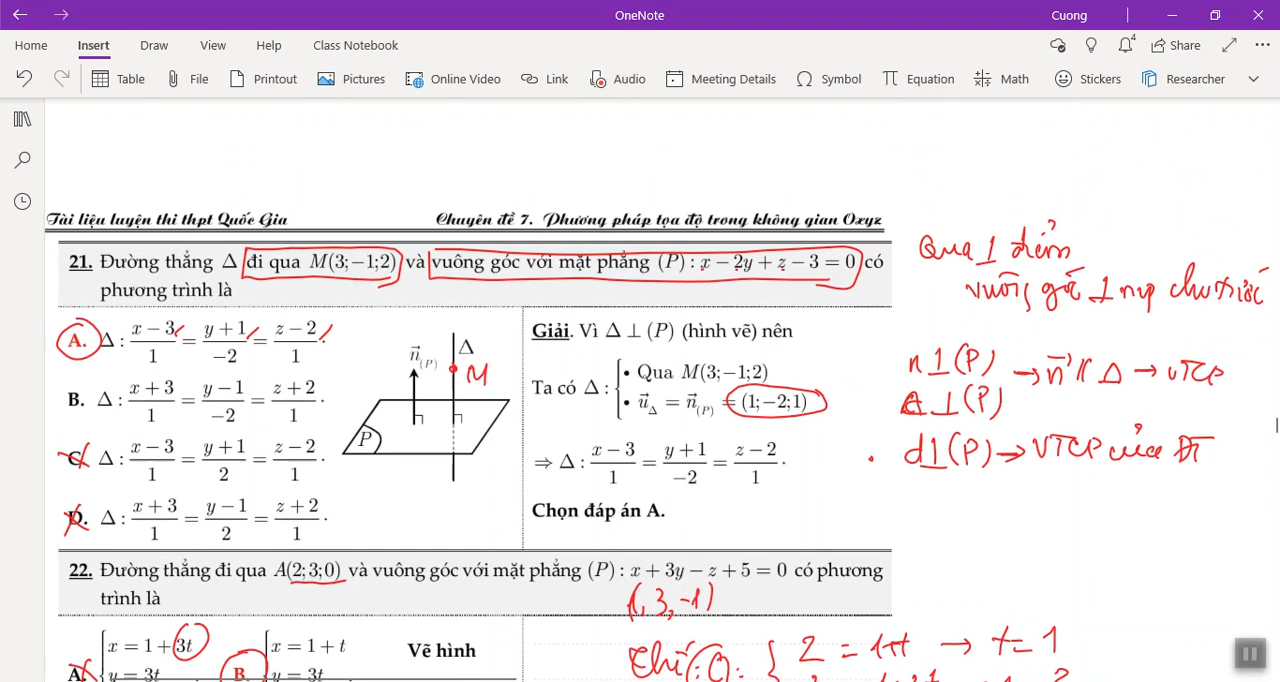 OneNote
Cuong
Home Insert Draw View Help Class Notebook
Share
Table File Printout Pictures Online Video Link Audio Meeting Details Symbol Equation Math Stickers Researcher
Tài liệu luyện thi thpt Quốc Gia Chuyên đề 7. Phương pháp tọa độ trong không gian Oxyz
21. Đường thẳng Δ đi qua M(3;−1;2) và vuông góc với mặt phẳng (P) : x − 2y + z − 3 = 0 có
phương trình là
A. Δ : (x − 3)/1 = (y + 1)/−2 = (z − 2)/1 ·
B. Δ : (x + 3)/1 = (y − 1)/−2 = (z + 2)/1 ·
C. Δ : (x − 3)/1 = (y + 1)/2 = (z − 2)/1 ·
D. Δ : (x + 3)/1 = (y − 1)/2 = (z + 2)/1 ·
n⃗(P) Δ
M
P
Giải. Vì Δ ⊥ (P) (hình vẽ) nên
Ta có Δ : { • Qua M(3;−1;2)
• u⃗Δ = n⃗(P) = (1;−2;1)
⇒ Δ : (x − 3)/1 = (y + 1)/−2 = (z − 2)/1 ·
Chọn đáp án A.
Qua 1 điểm
vuông góc 1 mp cho trước
n ⊥ (P) → n⃗ // Δ → VTCP
Δ ⊥ (P)
d ⊥ (P) → VTCP của ĐT
22. Đường thẳng đi qua A(2;3;0) và vuông góc với mặt phẳng (P) : x + 3y − z + 5 = 0 có phương
trình là
(1, 3, −1)
A. { x = 1 + 3t
y = 3t
B. { x = 1 + t
y = 3t
Vẽ hình
2 = 1+t → t = 1